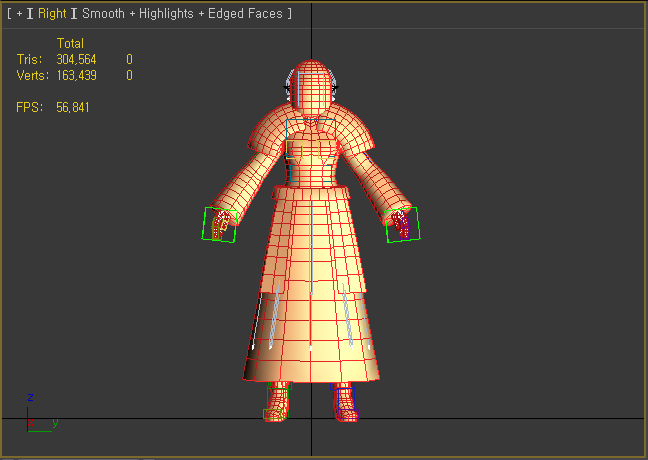 [ + ][ Right ][ Smooth + Highlights + Edged Faces ]
Total
Tris: 304,564 0
Verts: 163,439 0
FPS: 56,841
z
x y